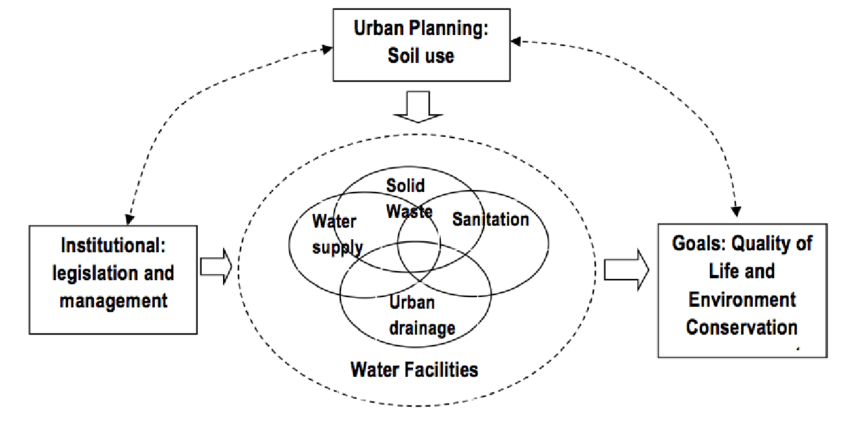 Urban Planning:
Soil use
Solid
Waste
Water
supply
Sanitation
Urban
drainage
Water Facilities
Institutional:
legislation and
management
Goals: Quality of
Life and
Environment
Conservation